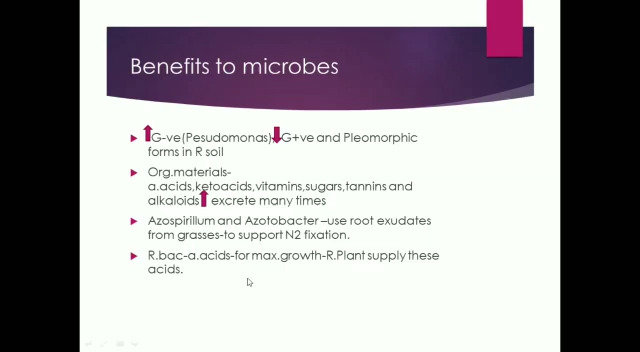 Benefits to microbes
G-ve(Pesudomonas), G+ve and Pleomorphic
forms in R soil
Org.materials-
a.acids,ketoacids,vitamins,sugars,tannins and
alkaloids excrete many times
Azospirillum and Azotobacter –use root exudates
from grasses-to support N2 fixation.
R.bac-a.acids-for max.growth-R.Plant supply these
acids.